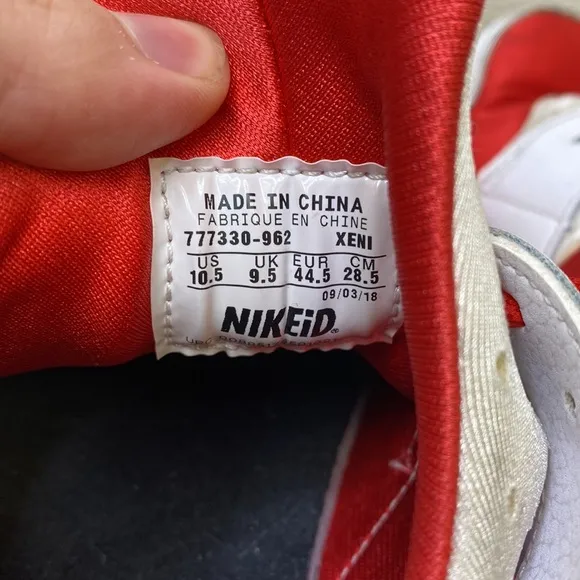 MADE IN CHINA
FABRIQUE EN CHINE
777330-962 XENI
US UK EUR CM
10.5 9.5 44.5 28.5
09/03/18
NIKEiD®